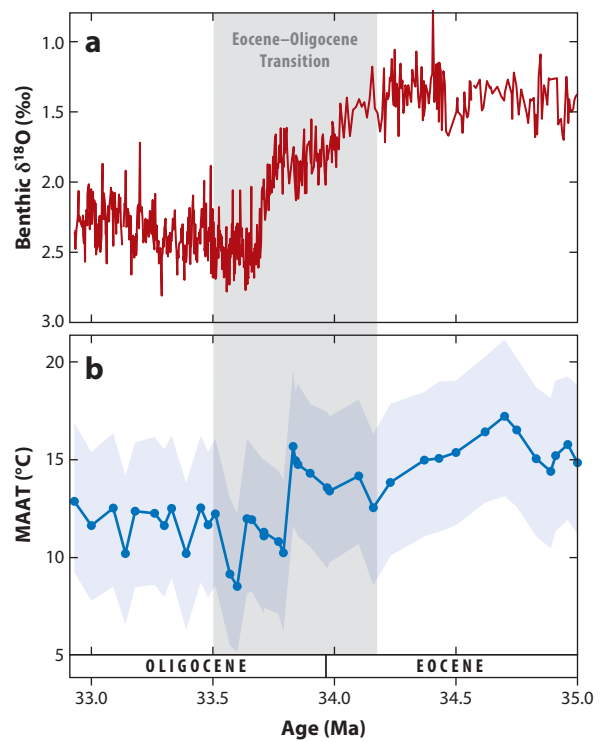 a
Eocene–Oligocene
Transition
Benthic δ18O (‰)
1.0
1.5
2.0
2.5
3.0
b
MAAT (°C)
20
15
10
5
OLIGOCENE
EOCENE
33.0
33.5
34.0
34.5
35.0
Age (Ma)